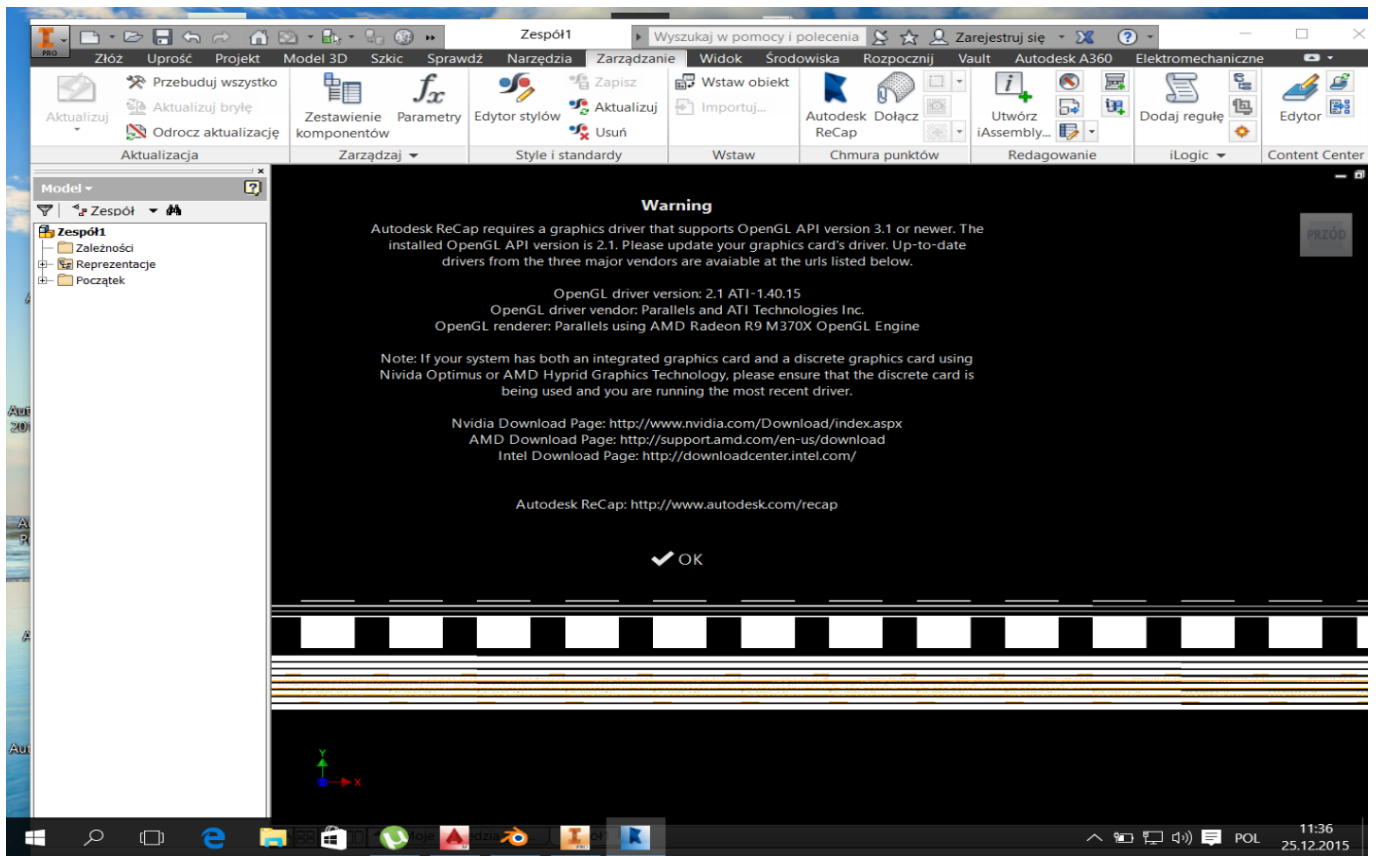 PRO
Zespół1
Wyszukaj w pomocy i polecenia
Zarejestruj się
Złóż Uprość Projekt Model 3D Szkic Sprawdź Narzędzia Zarządzanie Widok Środowiska Rozpocznij Vault Autodesk A360 Elektromechaniczne
Aktualizuj
Przebuduj wszystko
Aktualizuj bryłę
Odrocz aktualizację
Aktualizacja
Zestawienie
komponentów
fx
Parametry
Zarządzaj
Edytor stylów
Zapisz
Aktualizuj
Usuń
Style i standardy
Wstaw obiekt
Importuj...
Wstaw
Autodesk
ReCap
Dołącz
Chmura punktów
Utwórz
iAssembly...
Redagowanie
Dodaj regułę
iLogic
Edytor
Content Center
Model
Zespół
Zespół1
Zależności
Reprezentacje
Początek
PRZÓD
Warning
Autodesk ReCap requires a graphics driver that supports OpenGL API version 3.1 or newer. The
installed OpenGL API version is 2.1. Please update your graphics card's driver. Up-to-date
drivers from the three major vendors are avaiable at the urls listed below.
OpenGL driver version: 2.1 ATI-1.40.15
OpenGL driver vendor: Parallels and ATI Technologies Inc.
OpenGL renderer: Parallels using AMD Radeon R9 M370X OpenGL Engine
Note: If your system has both an integrated graphics card and a discrete graphics card using
Nivida Optimus or AMD Hyprid Graphics Technology, please ensure that the discrete card is
being used and you are running the most recent driver.
Nvidia Download Page: http://www.nvidia.com/Download/index.aspx
AMD Download Page: http://support.amd.com/en-us/download
Intel Download Page: http://downloadcenter.intel.com/
Autodesk ReCap: http://www.autodesk.com/recap
OK
Y
X
POL
11:36
25.12.2015